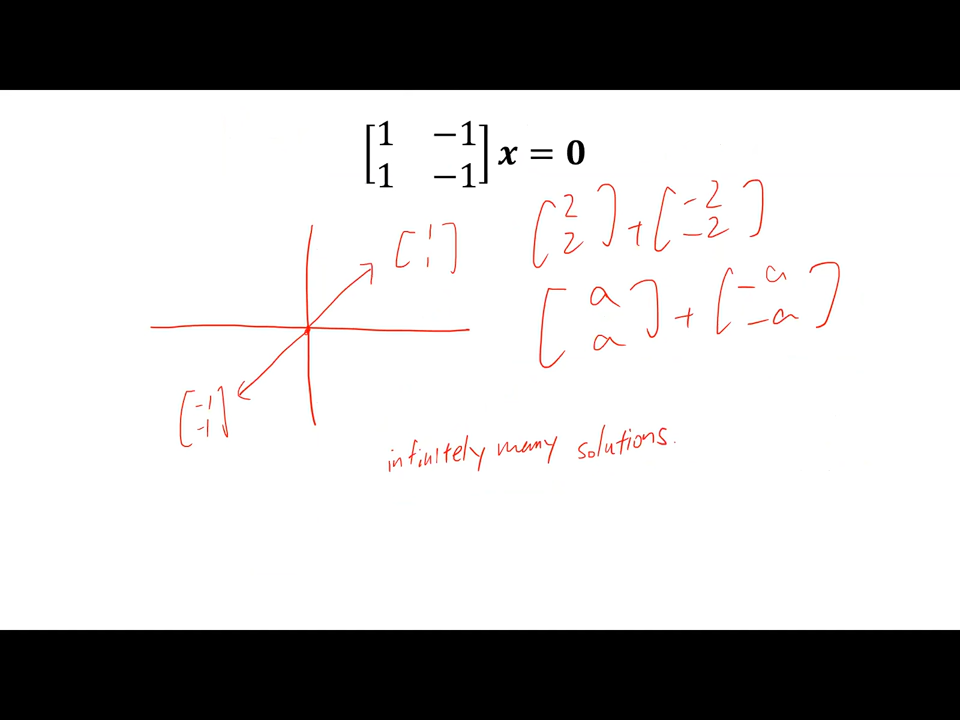 [1 -1
1 -1] x = 0
[2
2] + [-2
-2]
[1
1]
[a
a] + [-a
-a]
[-1
-1]
infinitely many solutions.